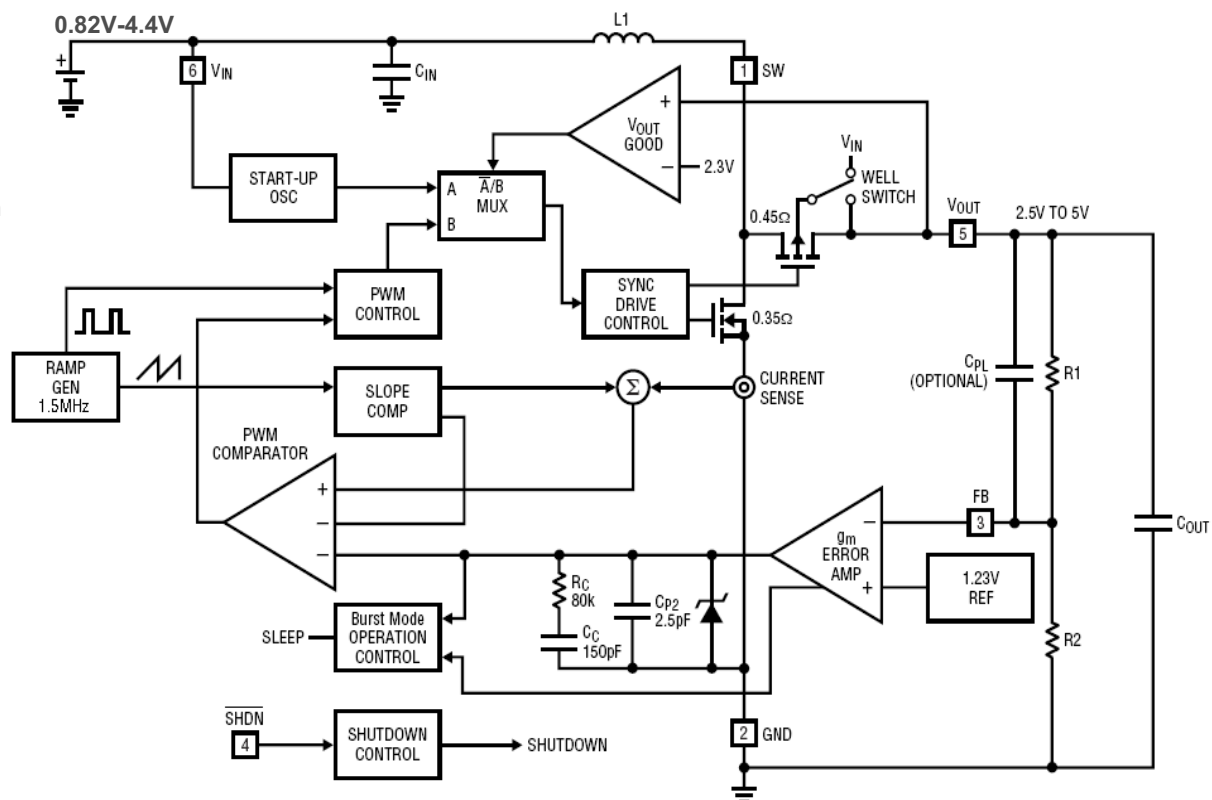 0.82V-4.4V
L1
+
6
VIN
CIN
1
SW
+
VOUT
GOOD
–
2.3V
VIN
WELL
SWITCH
START-UP
OSC
A
B
A/B
MUX
0.45Ω
VOUT
5
2.5V TO 5V
PWM
CONTROL
SYNC
DRIVE
CONTROL
0.35Ω
RAMP
GEN
1.5MHz
SLOPE
COMP
Σ
CURRENT
SENSE
CPL
(OPTIONAL)
R1
PWM
COMPARATOR
+
–
–
gm
ERROR
AMP
–
+
FB
3
COUT
1.23V
REF
RC
80k
CP2
2.5pF
CC
150pF
R2
SLEEP
Burst Mode
OPERATION
CONTROL
SHDN
4
SHUTDOWN
CONTROL
SHUTDOWN
2
GND